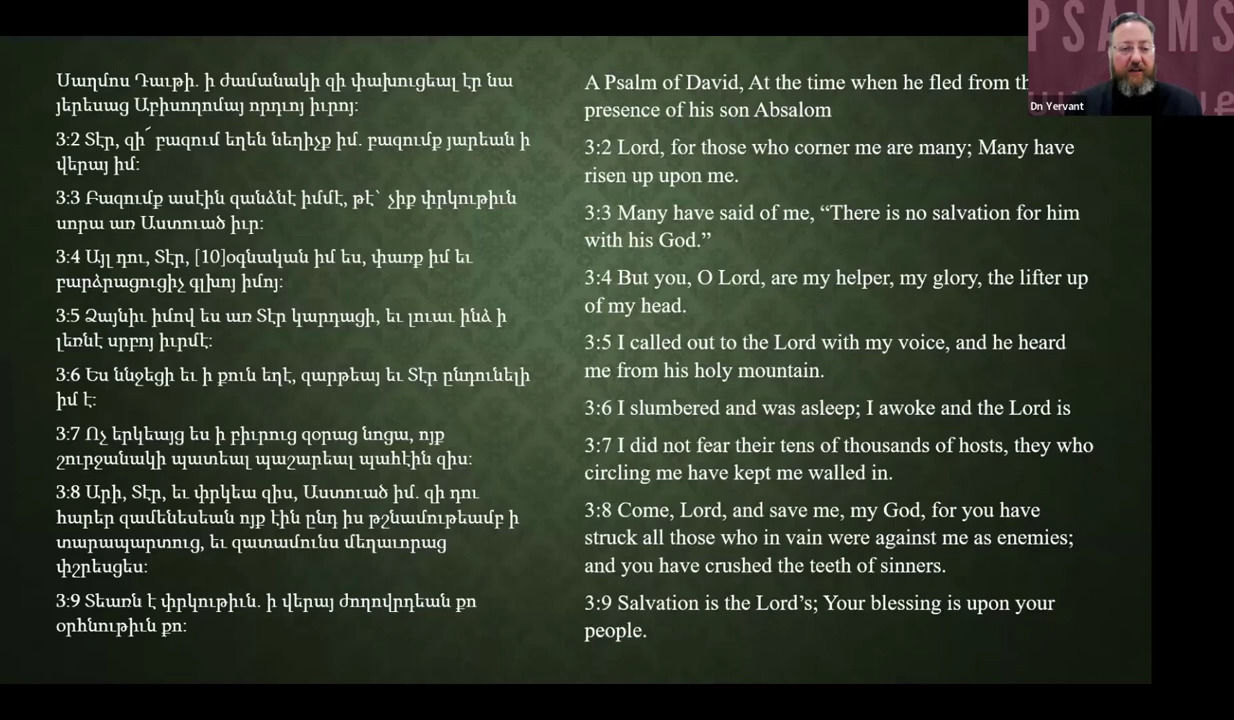 Սաղմոս Դաւթի. ի ժամանակի զի փախուցեալ էր նա
յերեսաց Աբիսողոմայ որդւոյ իւրոյ:
3:2 Տէր, զի՜ բազում եղեն նեղիչք իմ. բազումք յարեան ի
վերայ իմ:
3:3 Բազումք ասէին զանձնէ իմմէ, թէ` չիք փրկութիւն
սորա առ Աստուած իւր:
3:4 Այլ դու, Տէր, [10]օգնական իմ ես, փառք իմ եւ
բարձրացուցիչ գլխոյ իմոյ:
3:5 Ձայնիւ իմով ես առ Տէր կարդացի, եւ լուաւ ինձ ի
լեռնէ սրբոյ իւրմէ:
3:6 Ես ննջեցի եւ ի քուն եղէ, զարթեայ եւ Տէր ընդունելի
իմ է:
3:7 Ոչ երկեայց ես ի բիւրուց զօրաց նոցա, ոյք
շուրջանակի պատեալ պաշարեալ պահէին զիս:
3:8 Արի, Տէր, եւ փրկեա զիս, Աստուած իմ. զի դու
հարեր զամենեսեան ոյք էին ընդ իս թշնամութեամբ ի
տարապարտուց, եւ զատամունս մեղաւորաց
փշրեսցես:
3:9 Տեառն է փրկութիւն. ի վերայ ժողովրդեան քո
օրհնութիւն քո:
A Psalm of David, At the time when he fled from
presence of his son Absalom
3:2 Lord, for those who corner me are many; Many have
risen up upon me.
3:3 Many have said of me, “There is no salvation for him
with his God.”
3:4 But you, O Lord, are my helper, my glory, the lifter up
of my head.
3:5 I called out to the Lord with my voice, and he heard
me from his holy mountain.
3:6 I slumbered and was asleep; I awoke and the Lord is
3:7 I did not fear their tens of thousands of hosts, they who
circling me have kept me walled in.
3:8 Come, Lord, and save me, my God, for you have
struck all those who in vain were against me as enemies;
and you have crushed the teeth of sinners.
3:9 Salvation is the Lord’s; Your blessing is upon your
people.
PSALMS
Dn Yervant